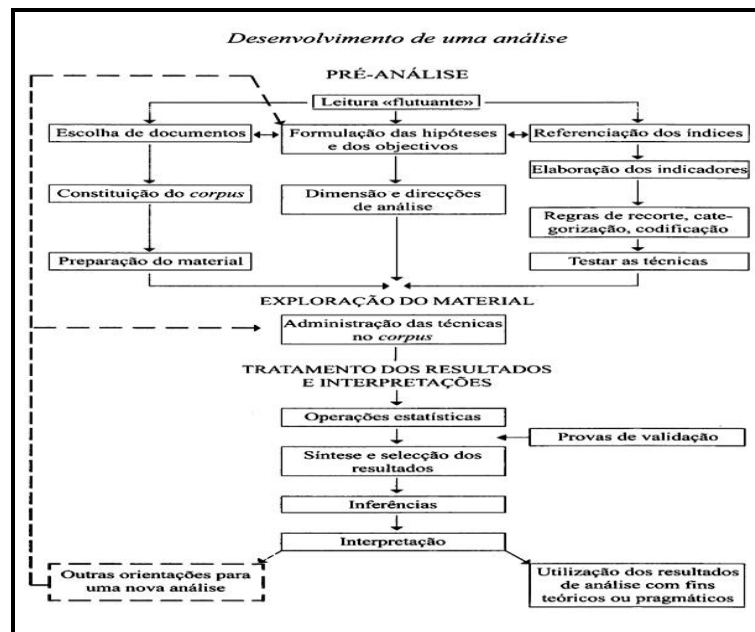 Desenvolvimento de uma análise
PRÉ-ANÁLISE
Leitura «flutuante»
Escolha de documentos
Formulação das hipóteses
e dos objectivos
Referenciação dos índices
Elaboração dos indicadores
Constituição do corpus
Dimensão e direcções
de análise
Regras de recorte, cate-
gorização, codificação
Preparação do material
Testar as técnicas
EXPLORAÇÃO DO MATERIAL
Administração das técnicas
no corpus
TRATAMENTO DOS RESULTADOS
E INTERPRETAÇÕES
Operações estatísticas
Provas de validação
Síntese e selecção dos
resultados
Inferências
Interpretação
Outras orientações para
uma nova análise
Utilização dos resultados
de análise com fins
teóricos ou pragmáticos